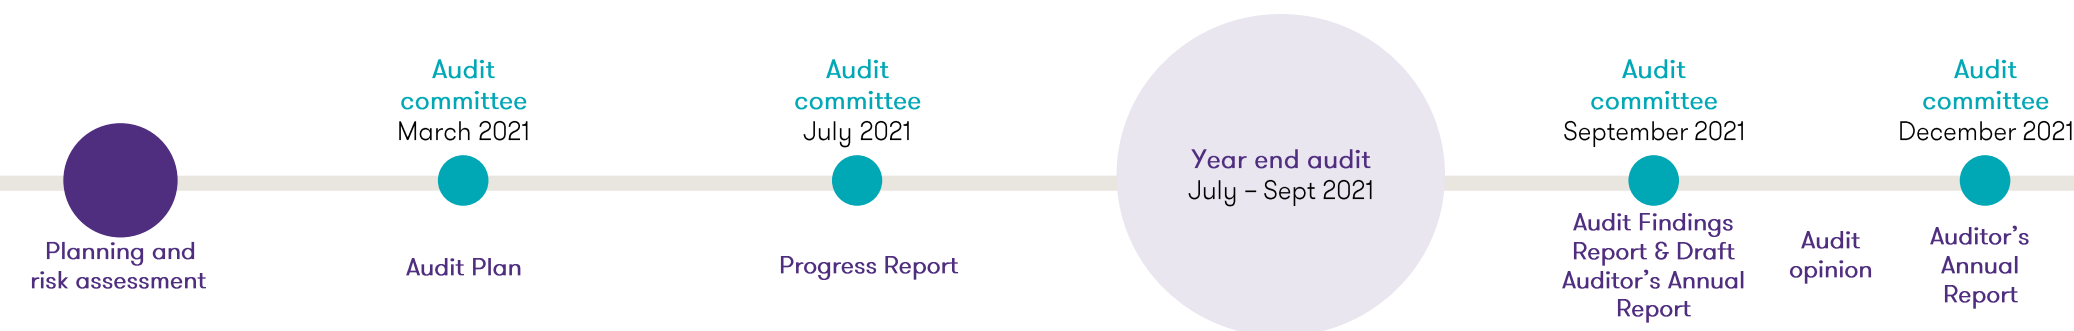 Planning and
risk assessment
Audit
committee
March 2021
Audit Plan
Audit
committee
July 2021
Progress Report
Year end audit
July – Sept 2021
Audit
committee
September 2021
Audit Findings
Report & Draft
Auditor’s Annual
Report
Audit
opinion
Audit
committee
December 2021
Auditor’s
Annual
Report